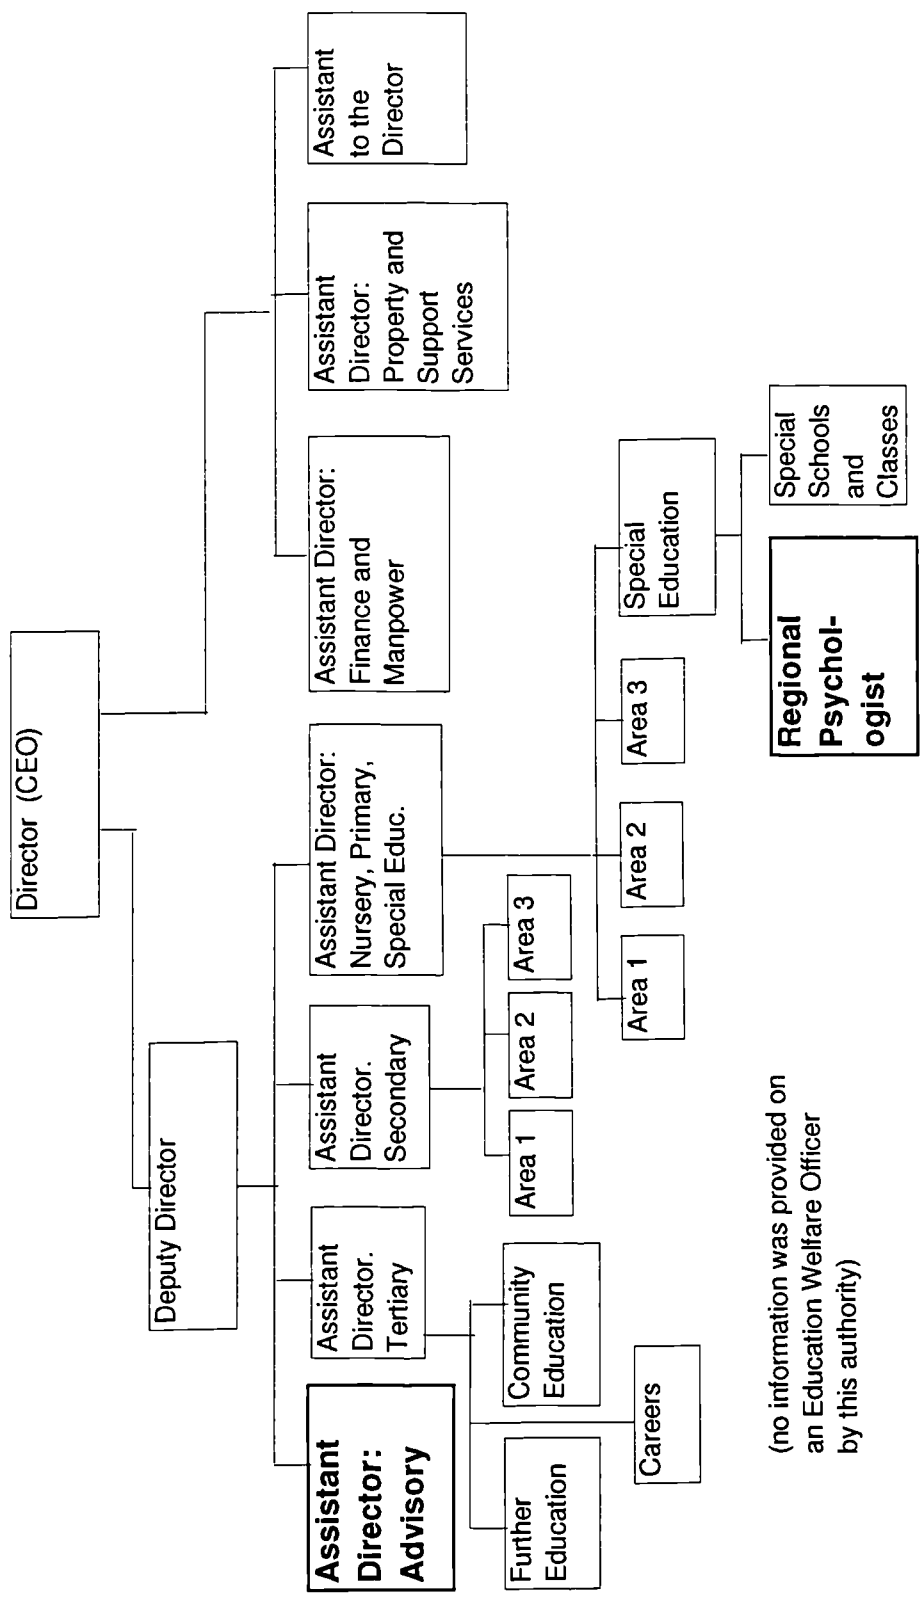 Director (CEO)
Deputy Director
Assistant
Director:
Advisory
Assistant
Director.
Tertiary
Assistant
Director.
Secondary
Assistant Director:
Nursery, Primary,
Special Educ.
Assistant Director:
Finance and
Manpower
Assistant
Director:
Property and
Support
Services
Assistant
to the
Director
Further
Education
Community
Education
Careers
Area 1
Area 2
Area 3
Area 1
Area 2
Area 3
Special
Education
Regional
Psychol-
ogist
Special
Schools
and
Classes
(no information was provided on
an Education Welfare Officer
by this authority)